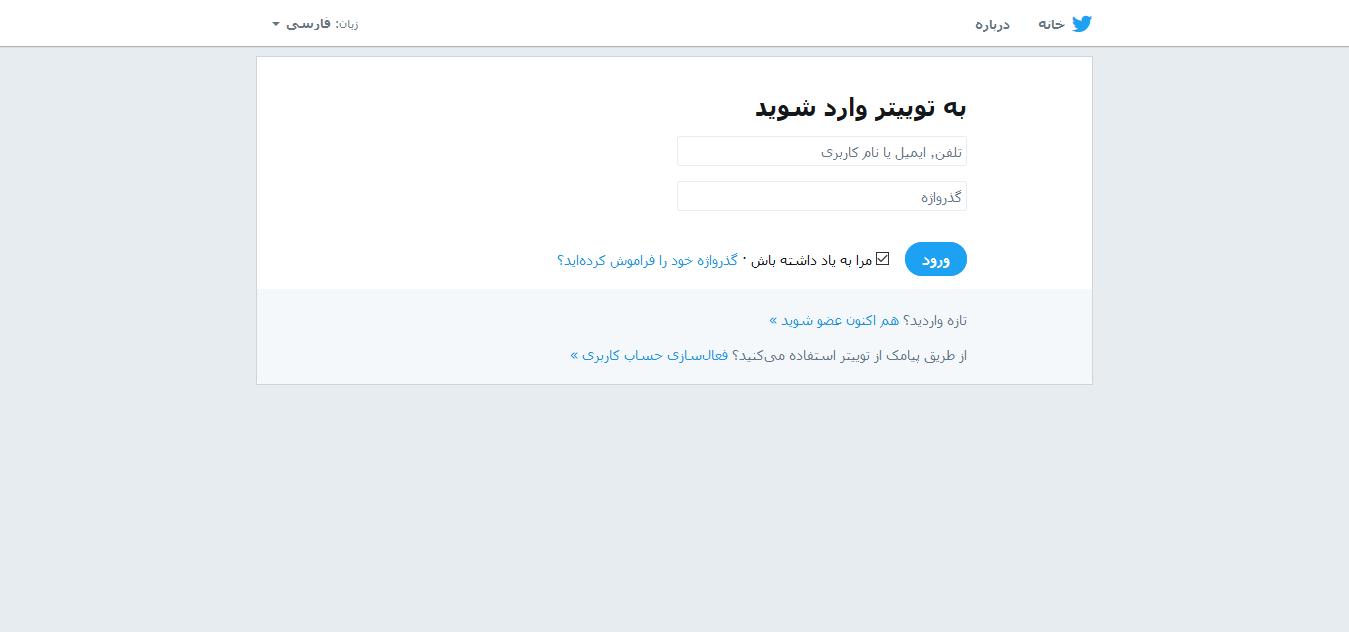 خانه درباره زبان: فارسی
به توییتر وارد شوید
تلفن, ایمیل یا نام کاربری
گذرواژه
ورود مرا به یاد داشته باش · گذرواژه خود را فراموش کرده‌اید؟
تازه واردید؟ هم اکنون عضو شوید »
از طریق پیامک از توییتر استفاده می‌کنید؟ فعال‌سازی حساب کاربری »